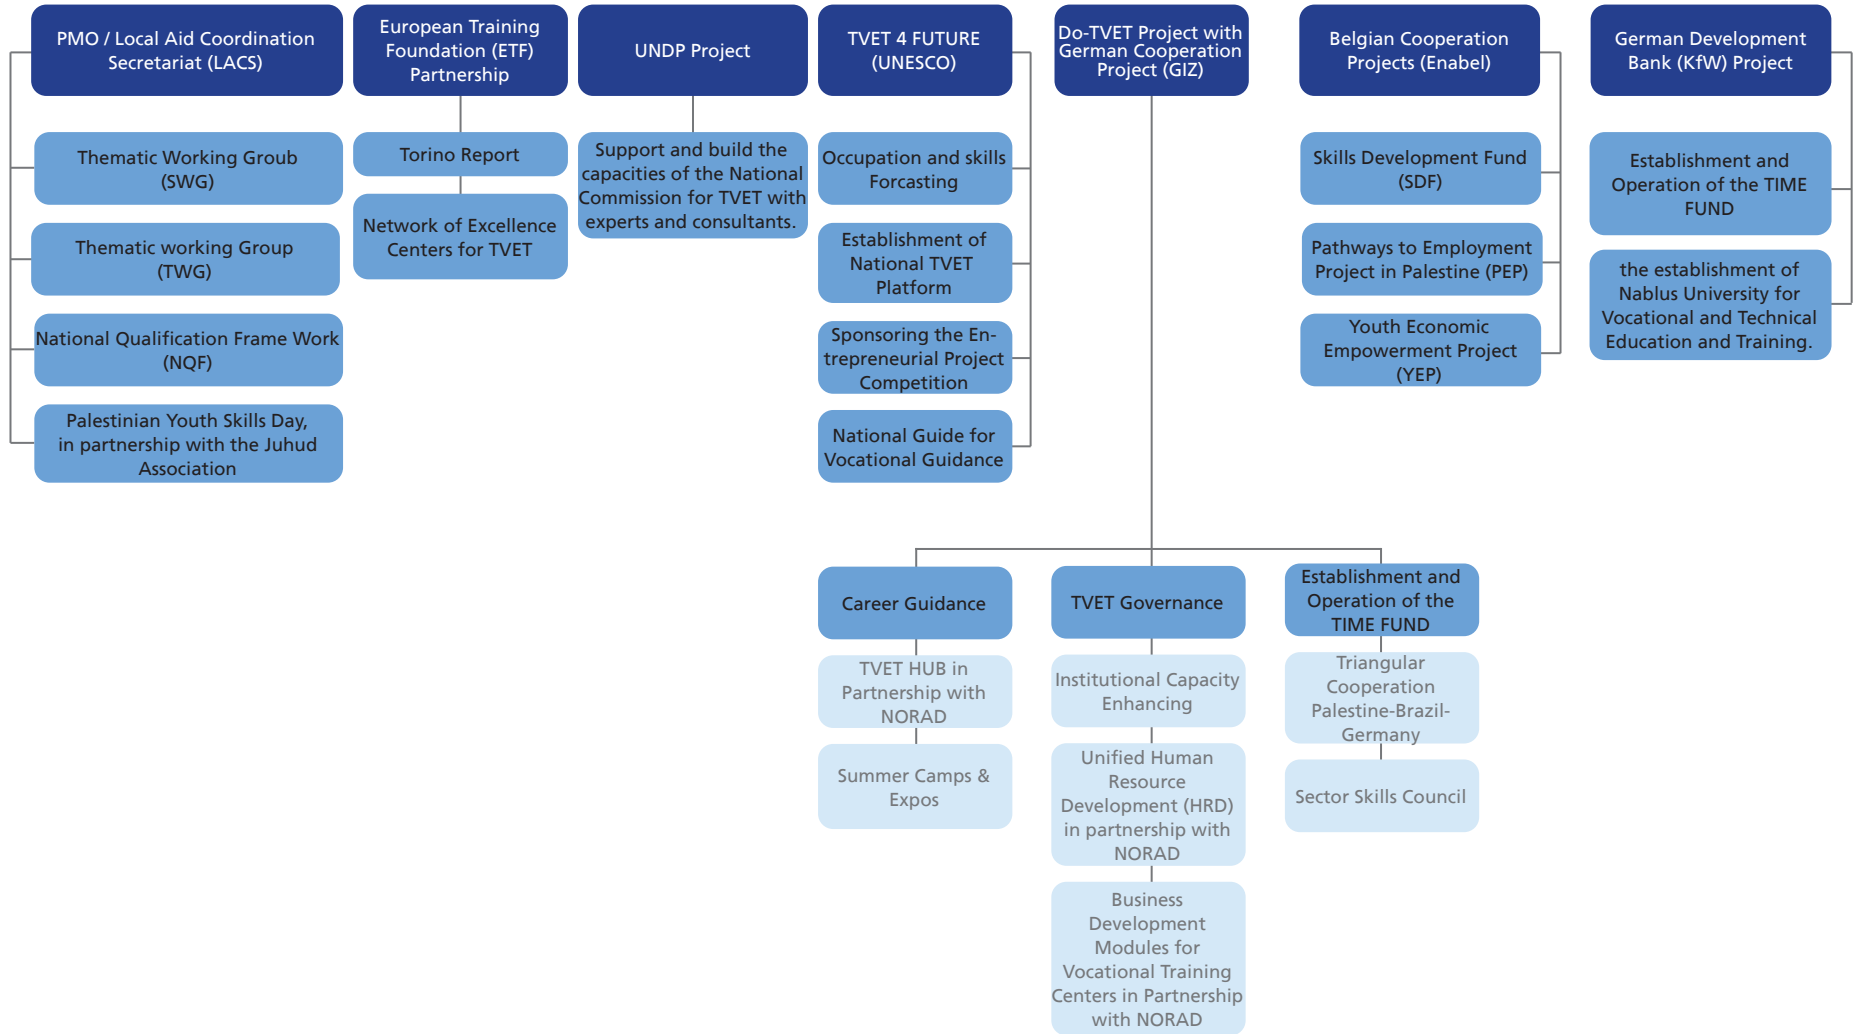 PMO / Local Aid Coordination
Secretariat (LACS)
European Training
Foundation (ETF)
Partnership
UNDP Project
TVET 4 FUTURE
(UNESCO)
Do-TVET Project with
German Cooperation
Project (GIZ)
Belgian Cooperation
Projects (Enabel)
German Development
Bank (KfW) Project
Thematic Working Groub
(SWG)
Thematic working Group
(TWG)
National Qualification Frame Work
(NQF)
Palestinian Youth Skills Day,
in partnership with the Juhud
Association
Torino Report
Network of Excellence
Centers for TVET
Support and build the
capacities of the National
Commission for TVET with
experts and consultants.
Occupation and skills
Forcasting
Establishment of
National TVET
Platform
Sponsoring the En-
trepreneurial Project
Competition
National Guide for
Vocational Guidance
Skills Development Fund
(SDF)
Pathways to Employment
Project in Palestine (PEP)
Youth Economic
Empowerment Project
(YEP)
Establishment and
Operation of the TIME
FUND
the establishment of
Nablus University for
Vocational and Technical
Education and Training.
Career Guidance
TVET HUB in
Partnership with
NORAD
Summer Camps &
Expos
TVET Governance
Institutional Capacity
Enhancing
Unified Human
Resource
Development (HRD)
in partnership with
NORAD
Business
Development
Modules for
Vocational Training
Centers in Partnership
with NORAD
Establishment and
Operation of the
TIME FUND
Triangular
Cooperation
Palestine-Brazil-
Germany
Sector Skills Council